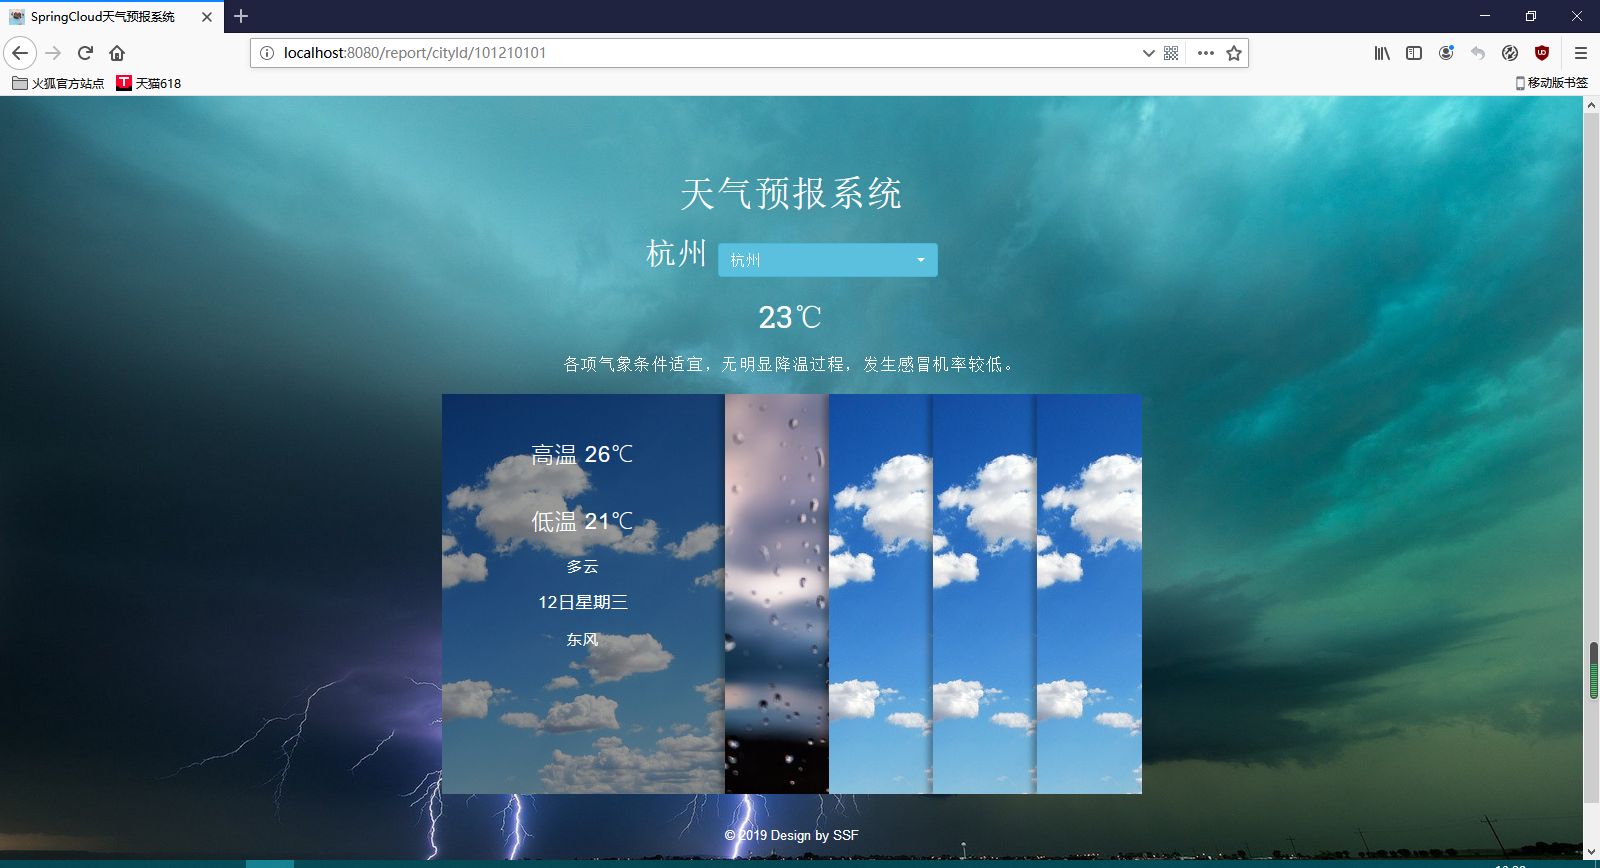 SpringCloud天气预报系统
localhost:8080/report/cityId/101210101
火狐官方站点
天猫618
移动版书签
天气预报系统
杭州
杭州
23℃
各项气象条件适宜，无明显降温过程，发生感冒机率较低。
高温 26℃
低温 21℃
多云
12日星期三
东风
© 2019 Design by SSF